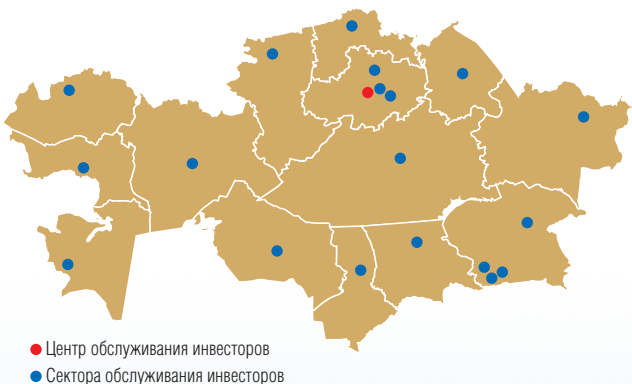 Центр обслуживания инвесторов
Сектора обслуживания инвесторов